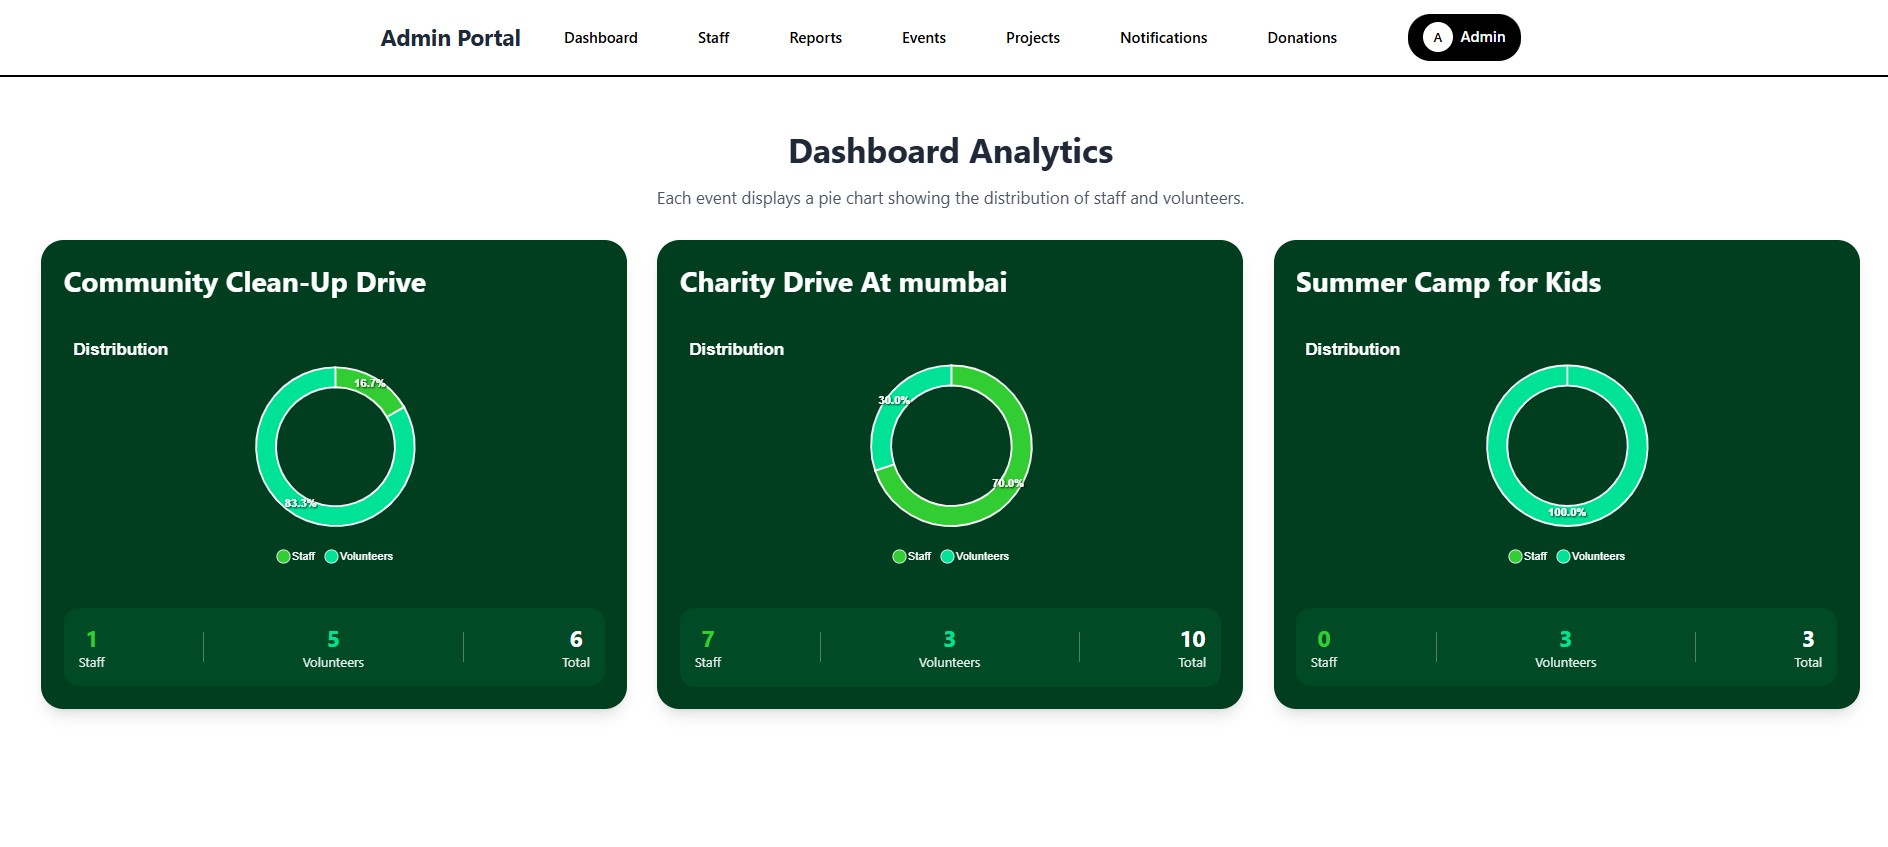 Admin Portal Dashboard Staff Reports Events Projects Notifications Donations A Admin
Dashboard Analytics
Each event displays a pie chart showing the distribution of staff and volunteers.
Community Clean-Up Drive
Distribution
16.7%
83.3%
Staff Volunteers
1 5 6
Staff Volunteers Total
Charity Drive At mumbai
Distribution
30.0%
70.0%
Staff Volunteers
7 3 10
Staff Volunteers Total
Summer Camp for Kids
Distribution
100.0%
Staff Volunteers
0 3 3
Staff Volunteers Total